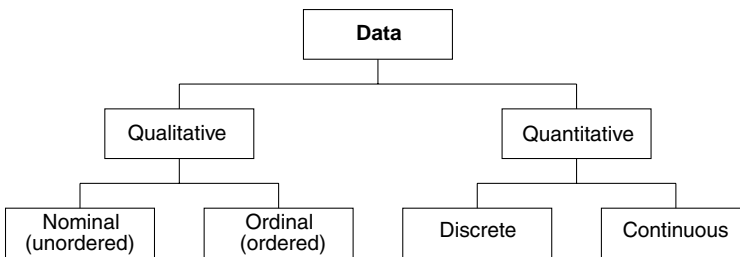 Data
Qualitative
Quantitative
Nominal
(unordered)
Ordinal
(ordered)
Discrete
Continuous